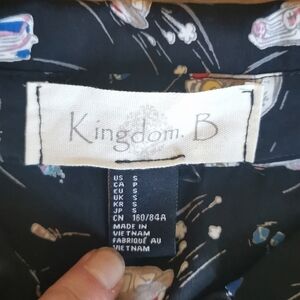 Kingdom. B
US S
CA P
EU S
UK S
KR S
JP S
CN 160/84A
MADE IN
VIETNAM
FABRIQUÉ AU
VIETNAM